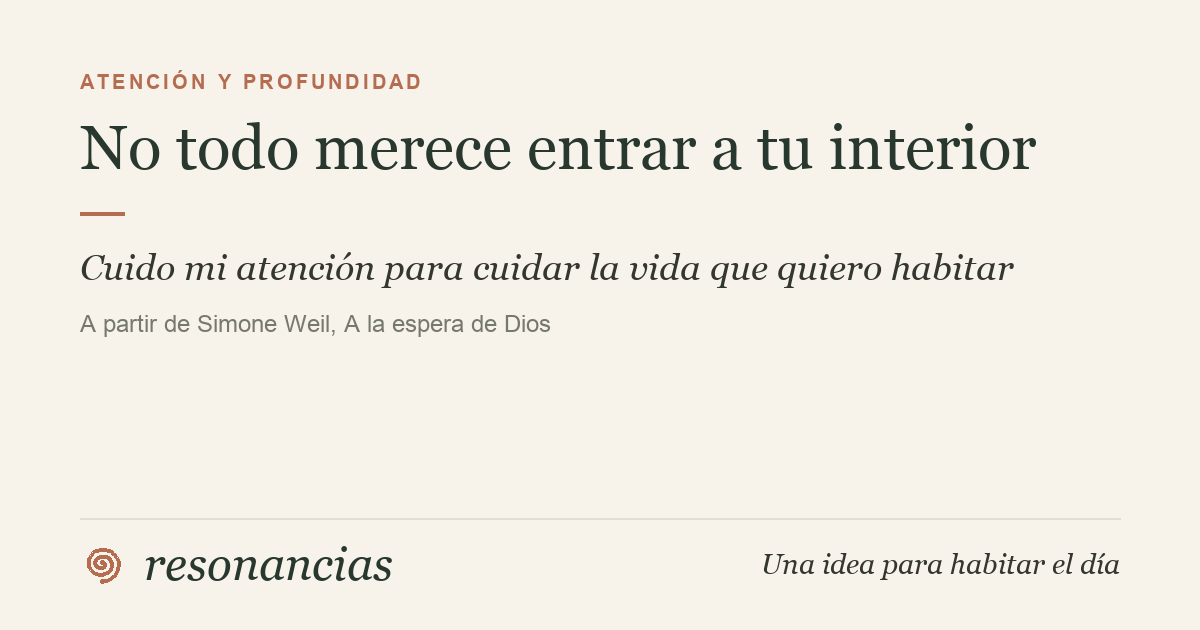 ATENCIÓN Y PROFUNDIDAD
No todo merece entrar a tu interior
Cuido mi atención para cuidar la vida que quiero habitar
A partir de Simone Weil, A la espera de Dios
resonancias
Una idea para habitar el día